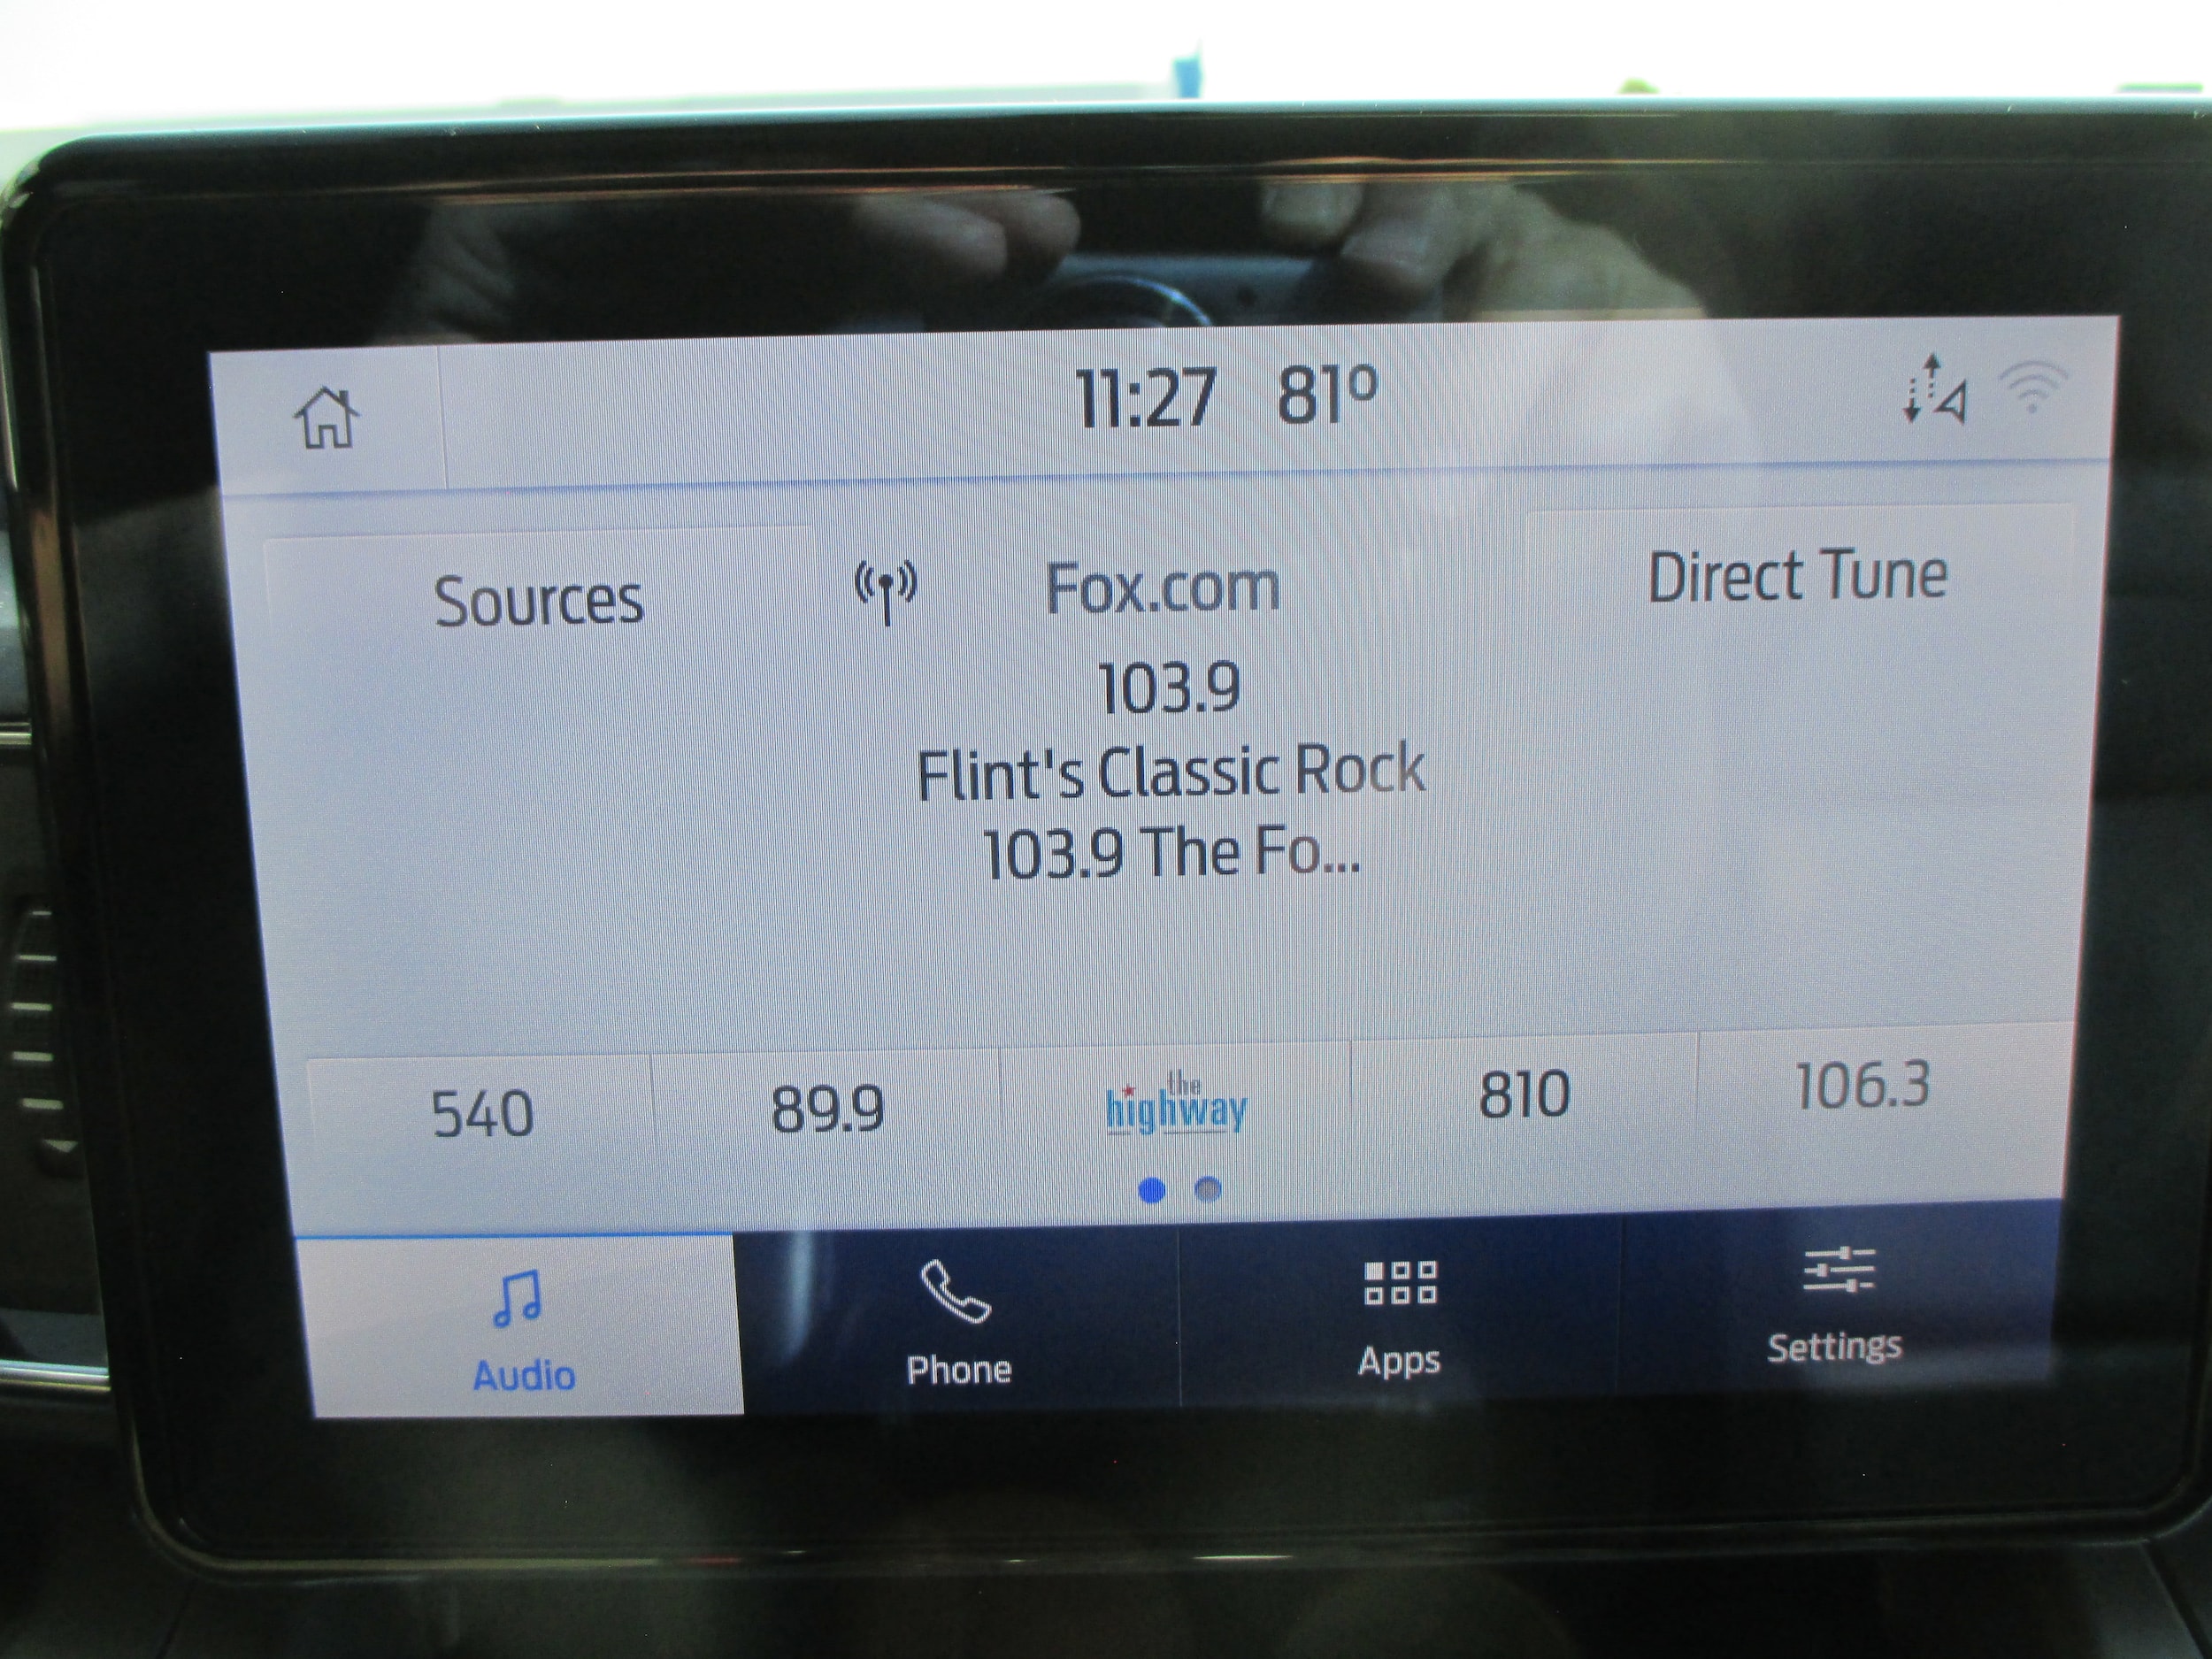 11:27 81º
Sources
Fox.com
Direct Tune
103.9
Flint's Classic Rock
103.9 The Fo...
540
89.9
the
highway
810
106.3
Audio
Phone
Apps
Settings